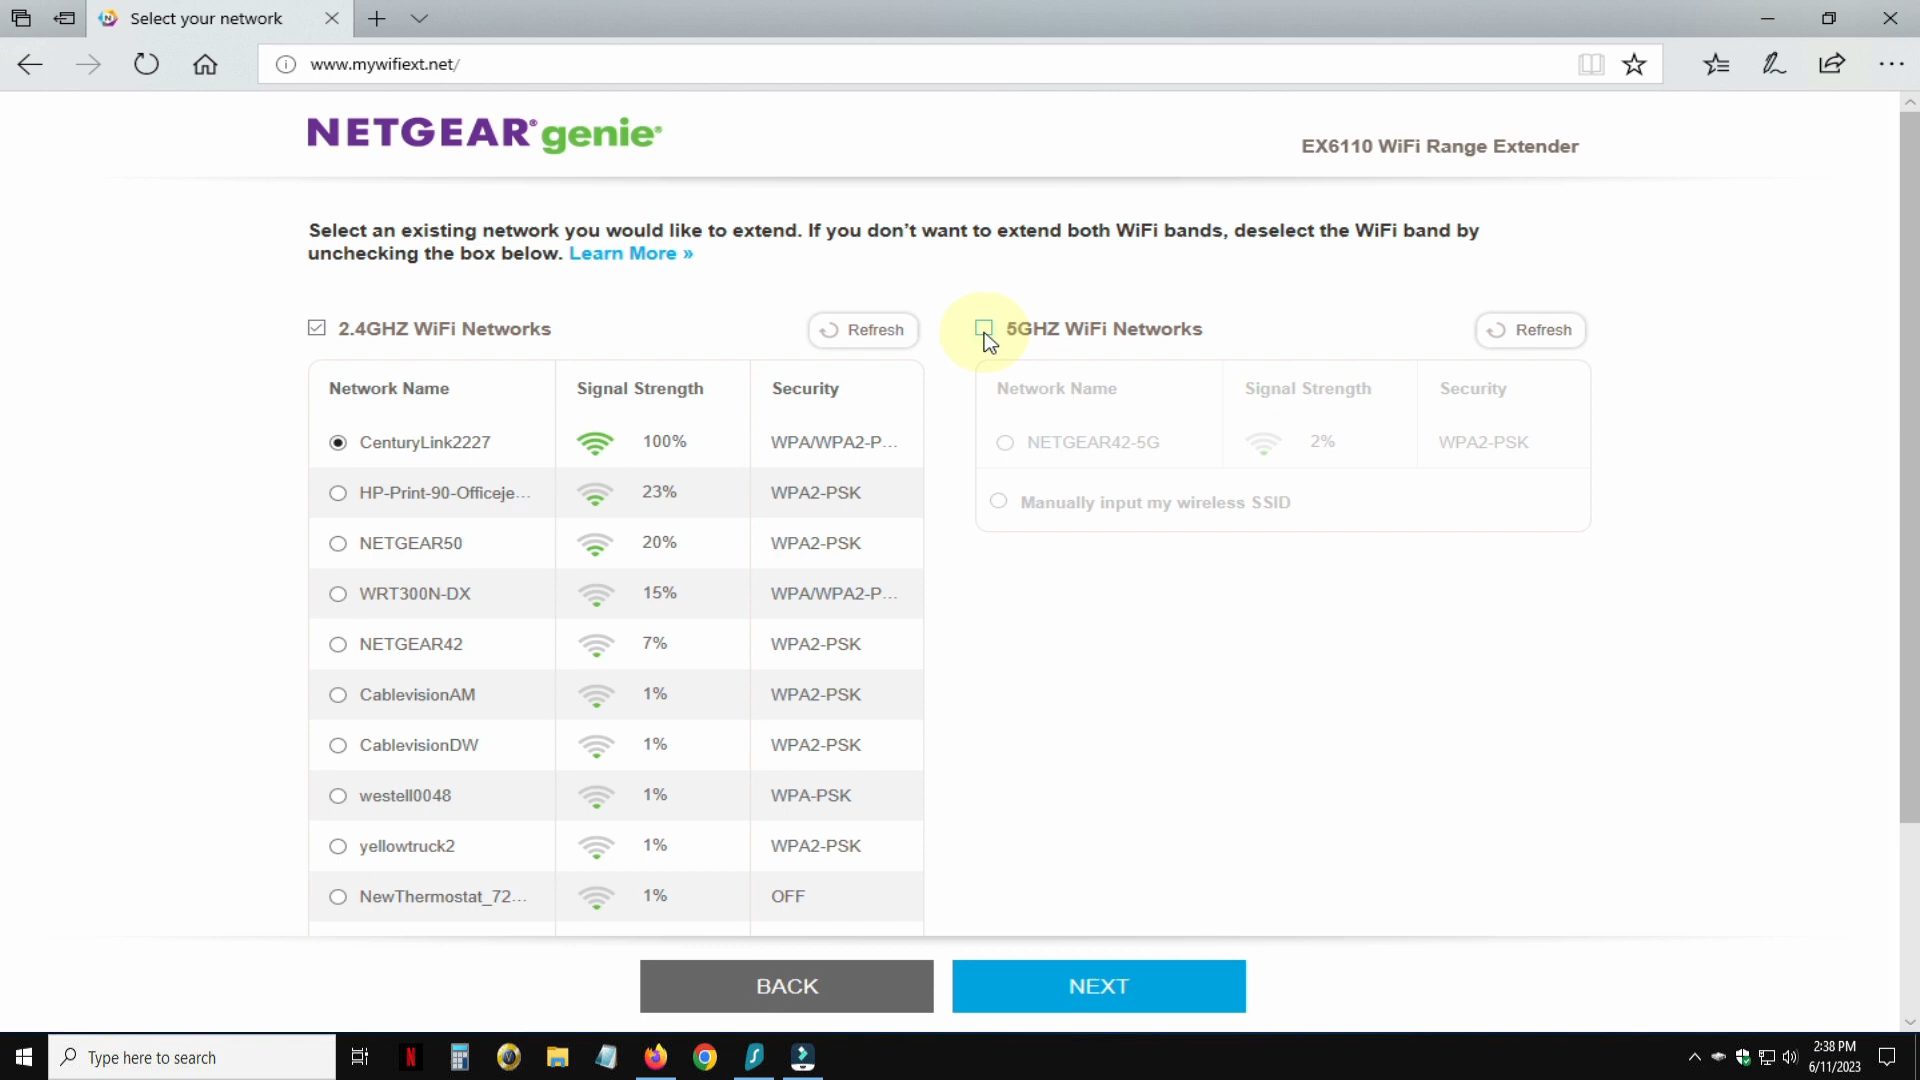 Select your network
www.mywifiext.net/
NETGEAR® genie®
EX6110 WiFi Range Extender
Select an existing network you would like to extend. If you don't want to extend both WiFi bands, deselect the WiFi band by
unchecking the box below. Learn More »
2.4GHZ WiFi Networks
Refresh
Network Name Signal Strength Security
CenturyLink2227 100% WPA/WPA2-P...
HP-Print-90-Officeje... 23% WPA2-PSK
NETGEAR50 20% WPA2-PSK
WRT300N-DX 15% WPA/WPA2-P...
NETGEAR42 7% WPA2-PSK
CablevisionAM 1% WPA2-PSK
CablevisionDW 1% WPA2-PSK
westell0048 1% WPA-PSK
yellowtruck2 1% WPA2-PSK
NewThermostat_72... 1% OFF
5GHZ WiFi Networks
Refresh
Network Name Signal Strength Security
NETGEAR42-5G 2% WPA2-PSK
Manually input my wireless SSID
BACK
NEXT
Type here to search
2:38 PM
6/11/2023